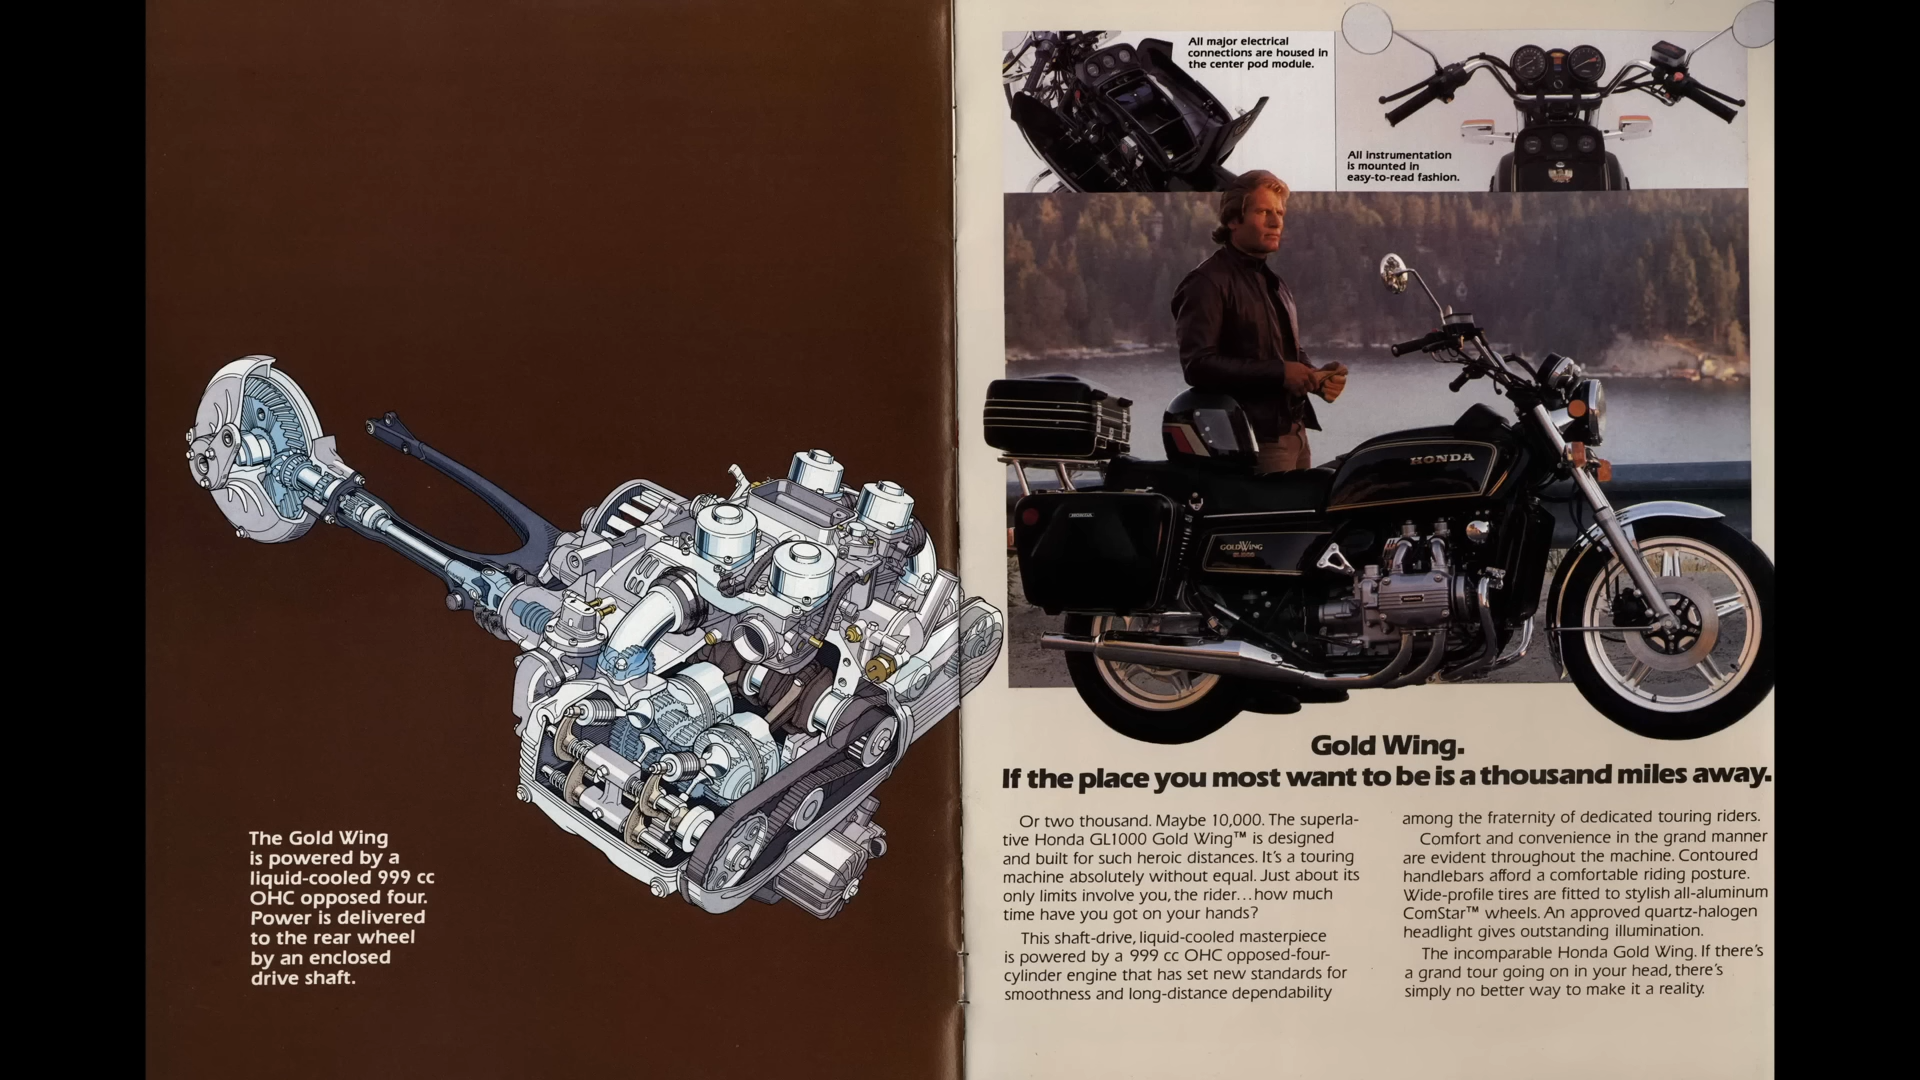 The Gold Wing
is powered by a
liquid-cooled 999 cc
OHC opposed four.
Power is delivered
to the rear wheel
by an enclosed
drive shaft.
All major electrical
connections are housed in
the center pod module.
All instrumentation
is mounted in
easy-to-read fashion.
HONDA
HONDA
GOLDWING
Gold Wing.
If the place you most want to be is a thousand miles away.
Or two thousand. Maybe 10,000. The superla-
tive Honda GL1000 Gold Wing™ is designed
and built for such heroic distances. It's a touring
machine absolutely without equal. Just about its
only limits involve you, the rider...how much
time have you got on your hands?
This shaft-drive, liquid-cooled masterpiece
is powered by a 999 cc OHC opposed-four-
cylinder engine that has set new standards for
smoothness and long-distance dependability
among the fraternity of dedicated touring riders.
Comfort and convenience in the grand manner
are evident throughout the machine. Contoured
handlebars afford a comfortable riding posture.
Wide-profile tires are fitted to stylish all-aluminum
ComStar™ wheels. An approved quartz-halogen
headlight gives outstanding illumination.
The incomparable Honda Gold Wing. If there's
a grand tour going on in your head, there's
simply no better way to make it a reality.